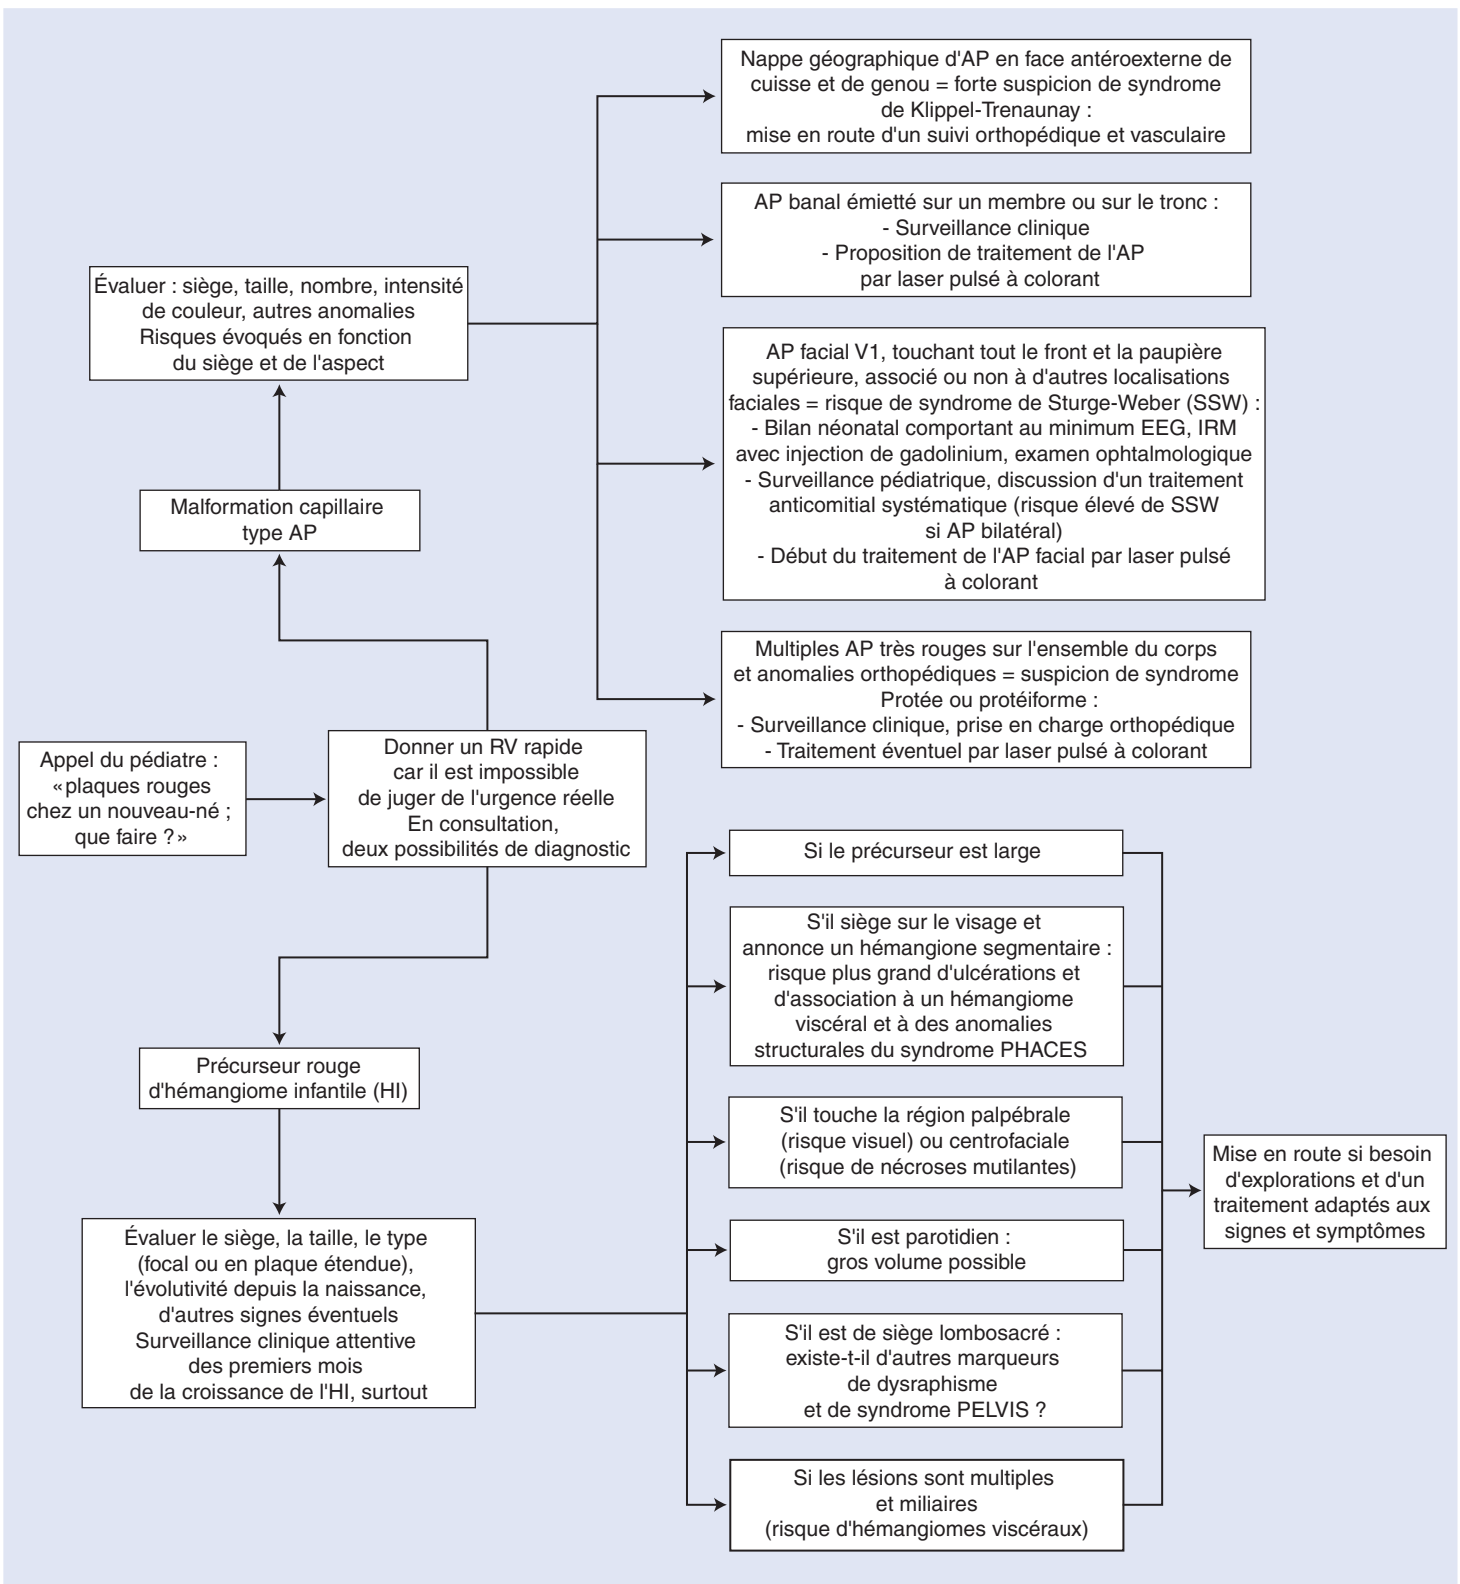 Nappe géographique d'AP en face antéroexterne de
cuisse et de genou = forte suspicion de syndrome
de Klippel-Trenaunay :
mise en route d'un suivi orthopédique et vasculaire
AP banal émietté sur un membre ou sur le tronc :
- Surveillance clinique
- Proposition de traitement de l'AP
par laser pulsé à colorant
Évaluer : siège, taille, nombre, intensité
de couleur, autres anomalies
Risques évoqués en fonction
du siège et de l'aspect
AP facial V1, touchant tout le front et la paupière
supérieure, associé ou non à d'autres localisations
faciales = risque de syndrome de Sturge-Weber (SSW) :
- Bilan néonatal comportant au minimum EEG, IRM
avec injection de gadolinium, examen ophtalmologique
- Surveillance pédiatrique, discussion d'un traitement
anticomitial systématique (risque élevé de SSW
si AP bilatéral)
- Début du traitement de l'AP facial par laser pulsé
à colorant
Malformation capillaire
type AP
Multiples AP très rouges sur l'ensemble du corps
et anomalies orthopédiques = suspicion de syndrome
Protée ou protéiforme :
- Surveillance clinique, prise en charge orthopédique
- Traitement éventuel par laser pulsé à colorant
Appel du pédiatre :
«plaques rouges
chez un nouveau-né ;
que faire ?»
Donner un RV rapide
car il est impossible
de juger de l'urgence réelle
En consultation,
deux possibilités de diagnostic
Si le précurseur est large
S'il siège sur le visage et
annonce un hémangione segmentaire :
risque plus grand d'ulcérations et
d'association à un hémangiome
viscéral et à des anomalies
structurales du syndrome PHACES
Précurseur rouge
d'hémangiome infantile (HI)
S'il touche la région palpébrale
(risque visuel) ou centrofaciale
(risque de nécroses mutilantes)
Mise en route si besoin
d'explorations et d'un
traitement adaptés aux
signes et symptômes
Évaluer le siège, la taille, le type
(focal ou en plaque étendue),
l'évolutivité depuis la naissance,
d'autres signes éventuels
Surveillance clinique attentive
des premiers mois
de la croissance de l'HI, surtout
S'il est parotidien :
gros volume possible
S'il est de siège lombosacré :
existe-t-il d'autres marqueurs
de dysraphisme
et de syndrome PELVIS ?
Si les lésions sont multiples
et miliaires
(risque d'hémangiomes viscéraux)